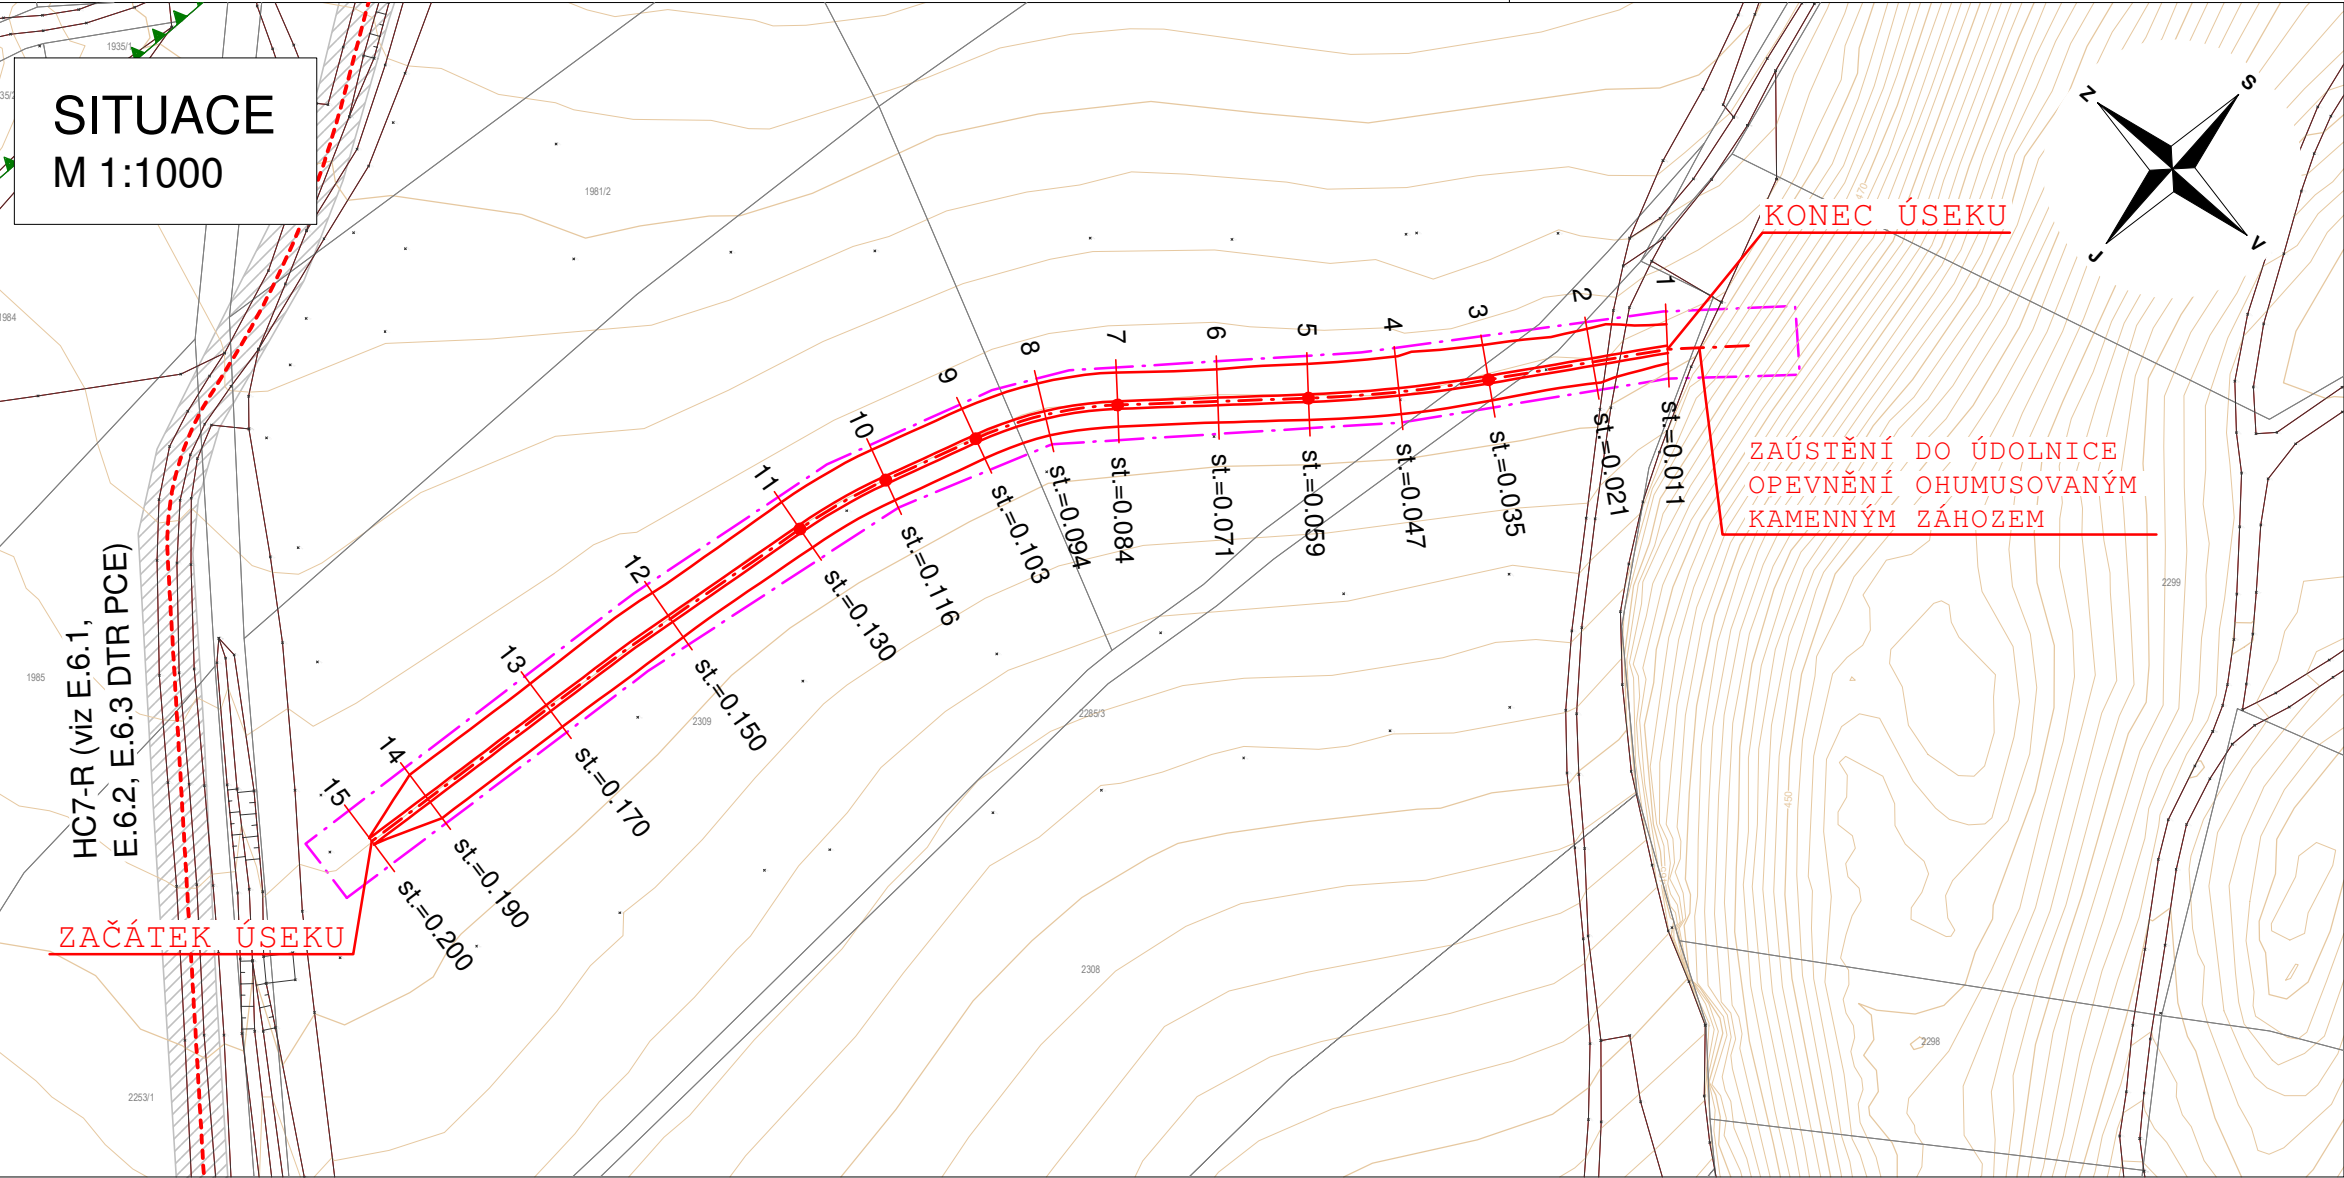 SITUACE
M 1:1000
1935/1
1981/2
1984
1985
2309
2285/3
2308
2299
2298
2253/1
470
450
S
Z
J
V
KONEC ÚSEKU
ZAÚSTĚNÍ DO ÚDOLNICE
OPEVNĚNÍ OHUMUSOVANÝM
KAMENNÝM ZÁHOZEM
1
2
3
4
5
6
7
8
9
10
11
12
13
14
15
st.=0.011
st.=0.021
st.=0.035
st.=0.047
st.=0.059
st.=0.071
st.=0.084
st.=0.094
st.=0.103
st.=0.116
st.=0.130
st.=0.150
st.=0.170
st.=0.190
st.=0.200
HC7-R (viz E.6.1,
E.6.2, E.6.3 DTR PCE)
ZAČÁTEK ÚSEKU